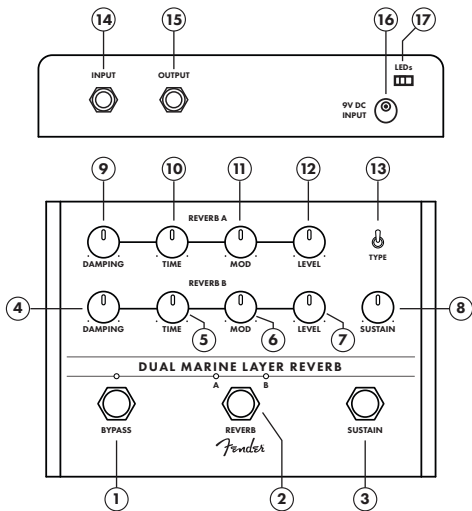 14 15 16 17
INPUT OUTPUT LEDs
9V DC
INPUT
9 10 11 12 13
REVERB A
DAMPING TIME MOD LEVEL TYPE
REVERB B
4 8
DAMPING TIME MOD LEVEL SUSTAIN
5 6 7
DUAL MARINE LAYER REVERB
A B
BYPASS REVERB SUSTAIN
Fender
1 2 3